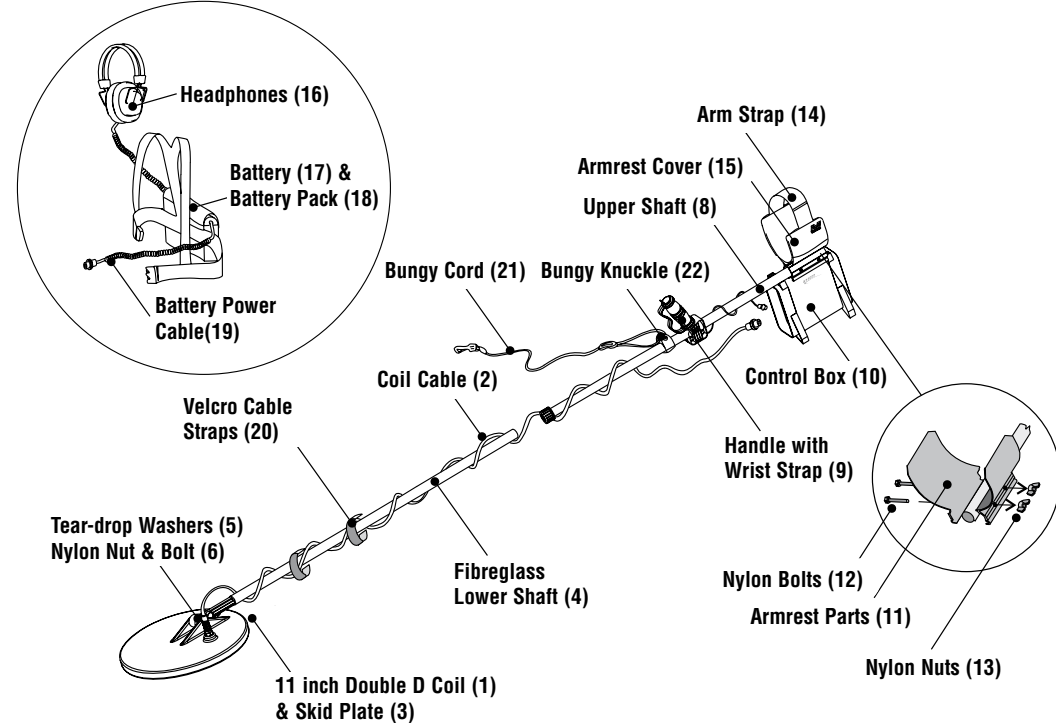 Headphones (16)
Battery (17) &
Battery Pack (18)
Battery Power
Cable(19)
Arm Strap (14)
Armrest Cover (15)
Upper Shaft (8)
Bungy Cord (21)
Bungy Knuckle (22)
Coil Cable (2)
Control Box (10)
Velcro Cable
Straps (20)
Handle with
Wrist Strap (9)
Tear-drop Washers (5)
Nylon Nut & Bolt (6)
Fibreglass
Lower Shaft (4)
Nylon Bolts (12)
Armrest Parts (11)
Nylon Nuts (13)
11 inch Double D Coil (1)
& Skid Plate (3)